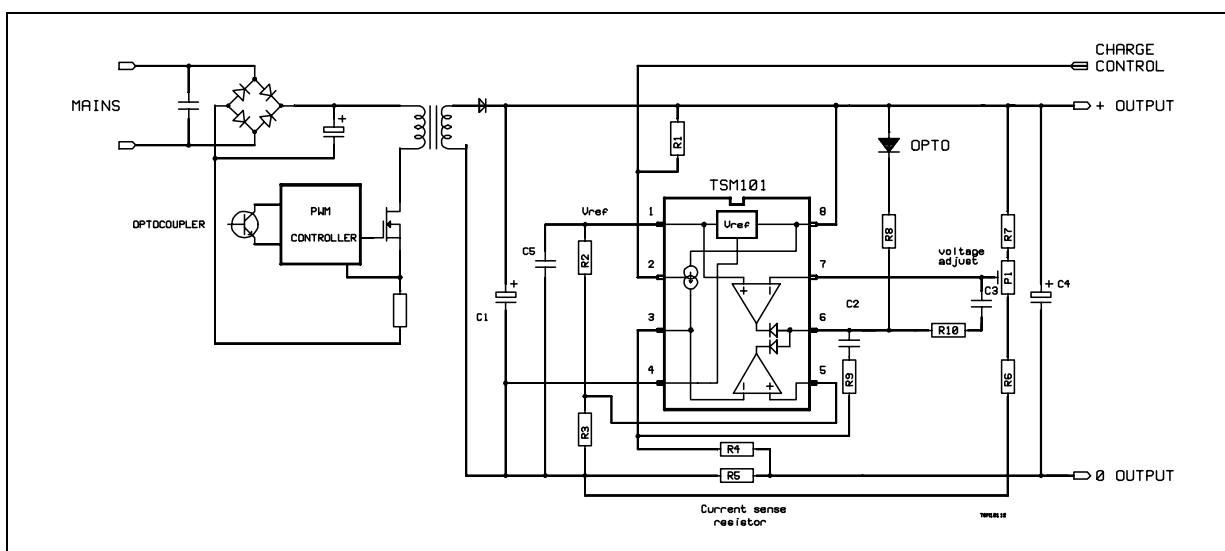 CHARGE
CONTROL
MAINS
+
+ OUTPUT
R1
OPTO
TSM101
OPTOCOUPLER
PWM
CONTROLLER
Vref
1
8
Vref
R8
R7
C5
R2
voltage
adjust
2
7
P1
+
C3
+
C4
+
-
C2
+
C1
3
6
R10
4
5
R9
R6
-
+
R3
R4
R5
0 OUTPUT
Current sense
resistor